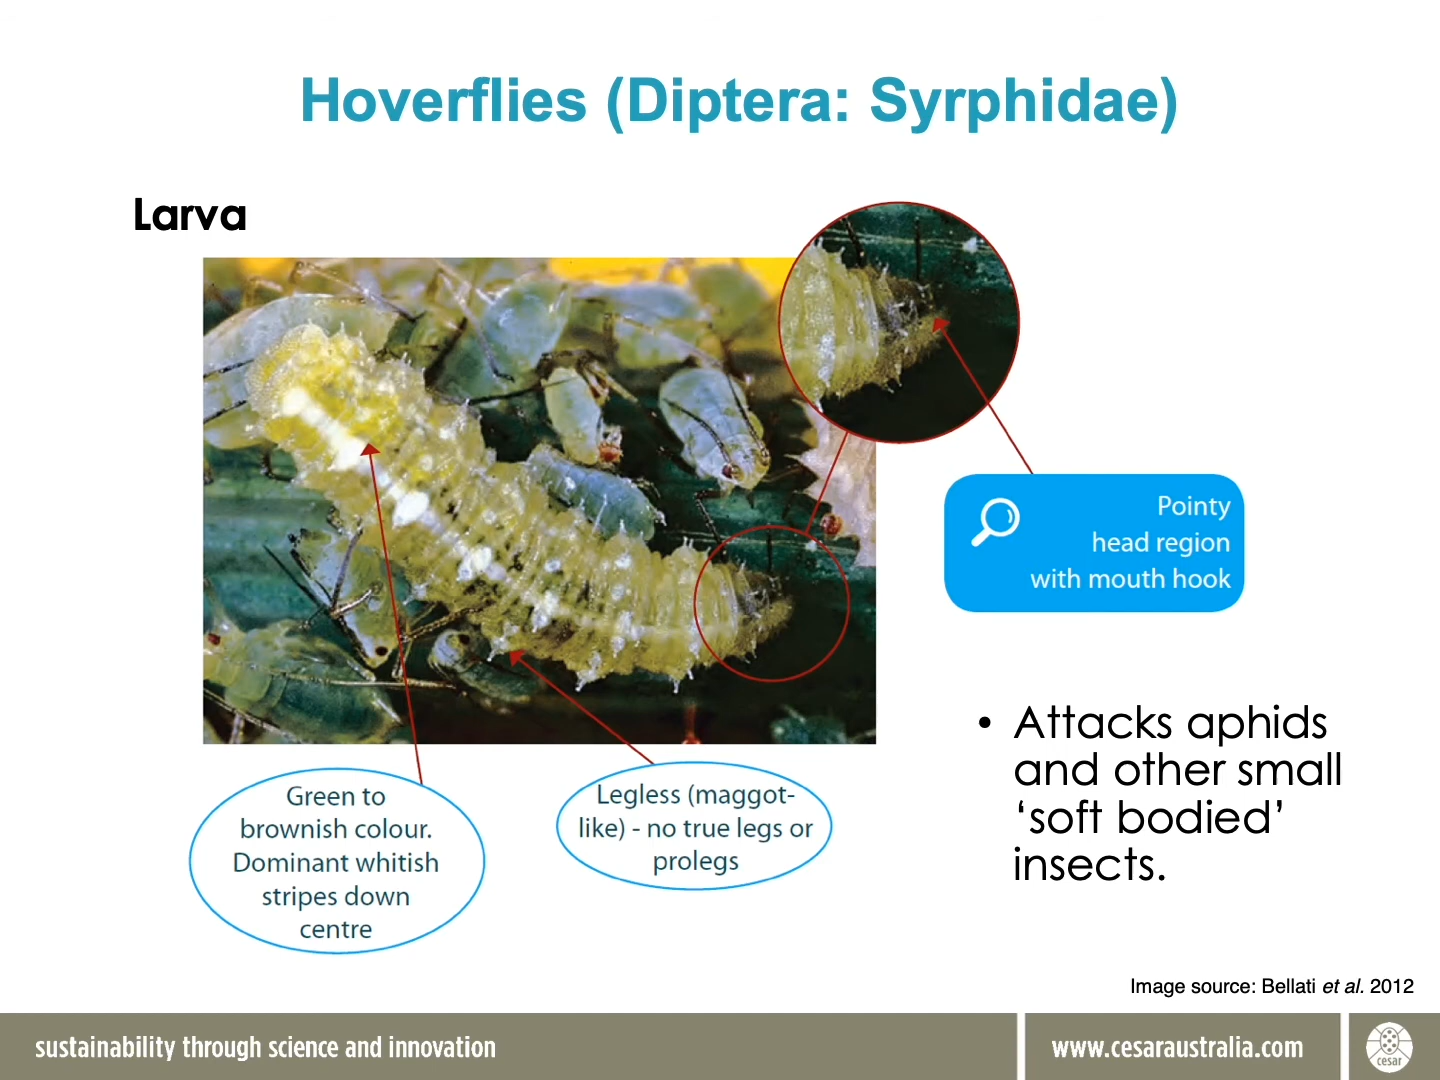 Hoverflies (Diptera: Syrphidae)
Larva
Pointy
head region
with mouth hook
• Attacks aphids
and other small
‘soft bodied’
insects.
Green to
brownish colour.
Dominant whitish
stripes down
centre
Legless (maggot-
like) - no true legs or
prolegs
Image source: Bellati et al. 2012
sustainability through science and innovation
www.cesaraustralia.com
cesar